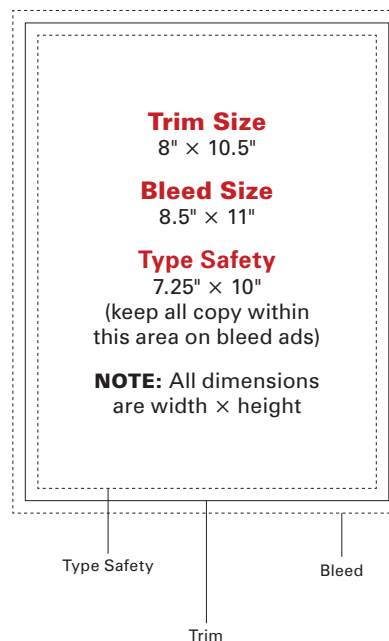 Trim Size
8" × 10.5"
Bleed Size
8.5" × 11"
Type Safety
7.25" × 10"
(keep all copy within
this area on bleed ads)
NOTE: All dimensions
are width × height
Type Safety
Bleed
Trim